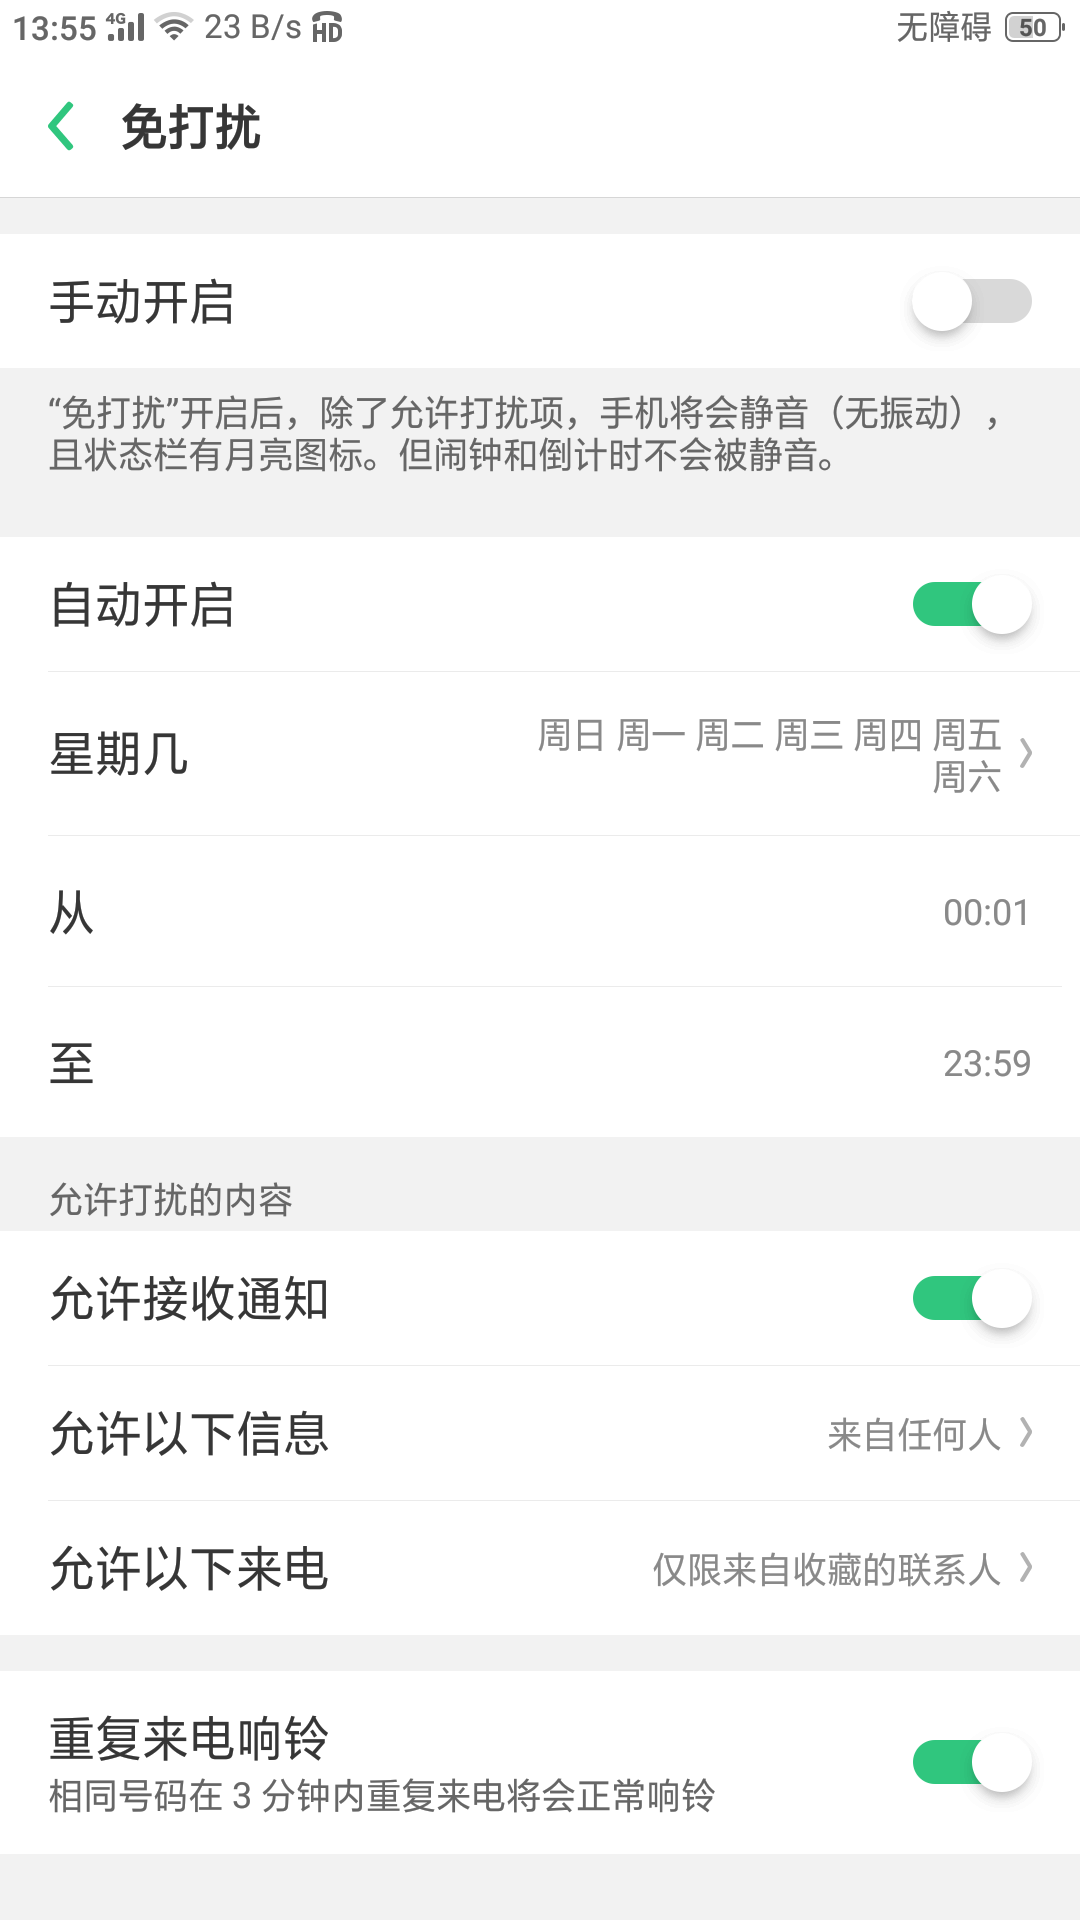 13:55 4G 23 B/s HD 无障碍 50
免打扰
手动开启
“免打扰”开启后，除了允许打扰项，手机将会静音（无振动），
且状态栏有月亮图标。但闹钟和倒计时不会被静音。
自动开启
星期几 周日 周一 周二 周三 周四 周五
周六
从 00:01
至 23:59
允许打扰的内容
允许接收通知
允许以下信息 来自任何人
允许以下来电 仅限来自收藏的联系人
重复来电响铃
相同号码在 3 分钟内重复来电将会正常响铃